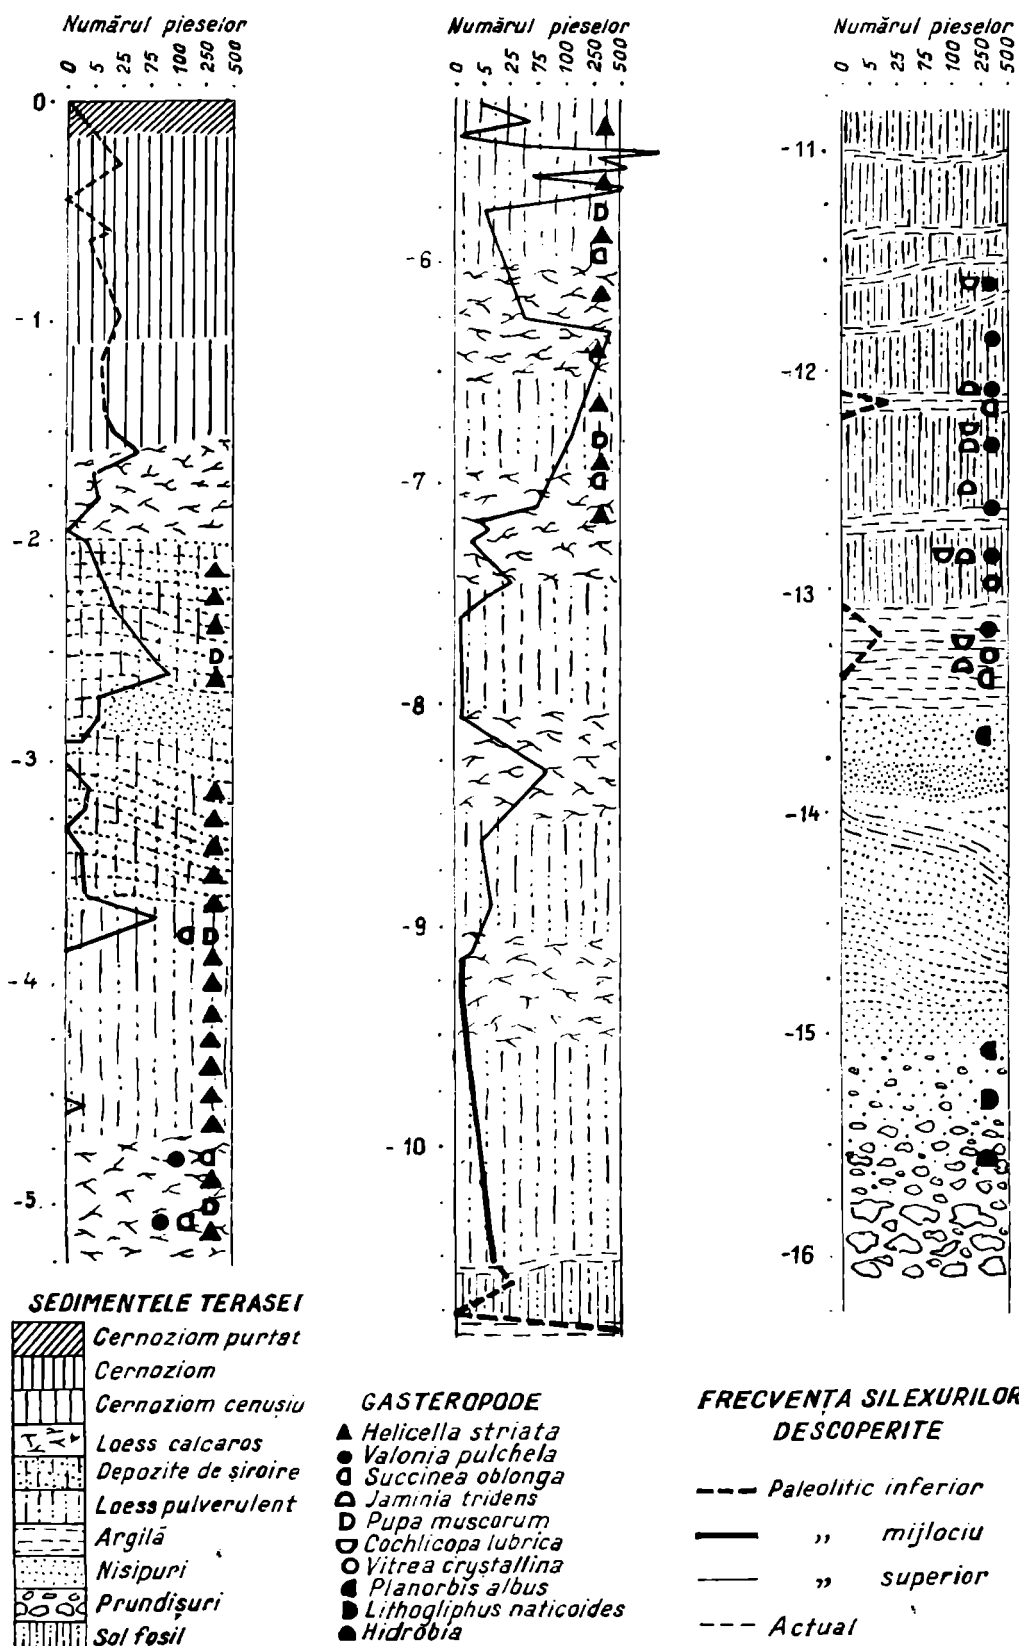 Numărul pieselor
0 5 25 75 100 250 500
0
-1
-2
-3
-4
-5
Numărul pieselor
0 5 25 75 100 250 500
-6
-7
-8
-9
-10
Numărul pieselor
0 5 25 75 100 250 500
-11
-12
-13
-14
-15
-16
SEDIMENTELE TERASEI
Cernoziom purtat
Cernoziom
Cernoziom cenușiu
Loess calcaros
Depozite de șiroire
Loess pulverulent
Argilă
Nisipuri
Prundișuri
Sol fosil
GASTEROPODE
Helicella striata
Valonia pulchela
Succinea oblonga
Jaminia tridens
Pupa muscorum
Cochlicopa lubrica
Vitrea crystallina
Planorbis albus
Lithogliphus naticoides
Hidrobia
FRECVENȚA SILEXURILOR
DESCOPERITE
Paleolitic inferior
,, mijlociu
,, superior
Actual